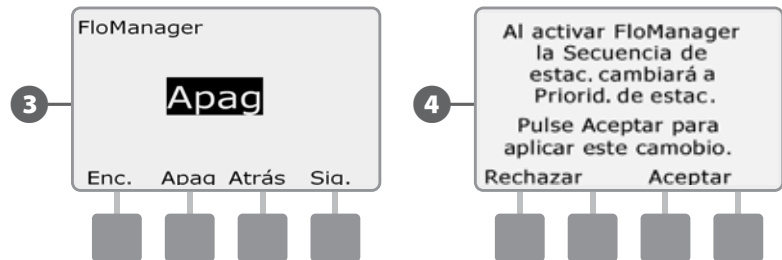 3
FloManager
Apag
Enc. Apag Atrás Sig.
4
Al activar FloManager
la Secuencia de
estac. cambiará a
Priorid. de estac.
Pulse Aceptar para
aplicar este camobio.
Rechazar Aceptar